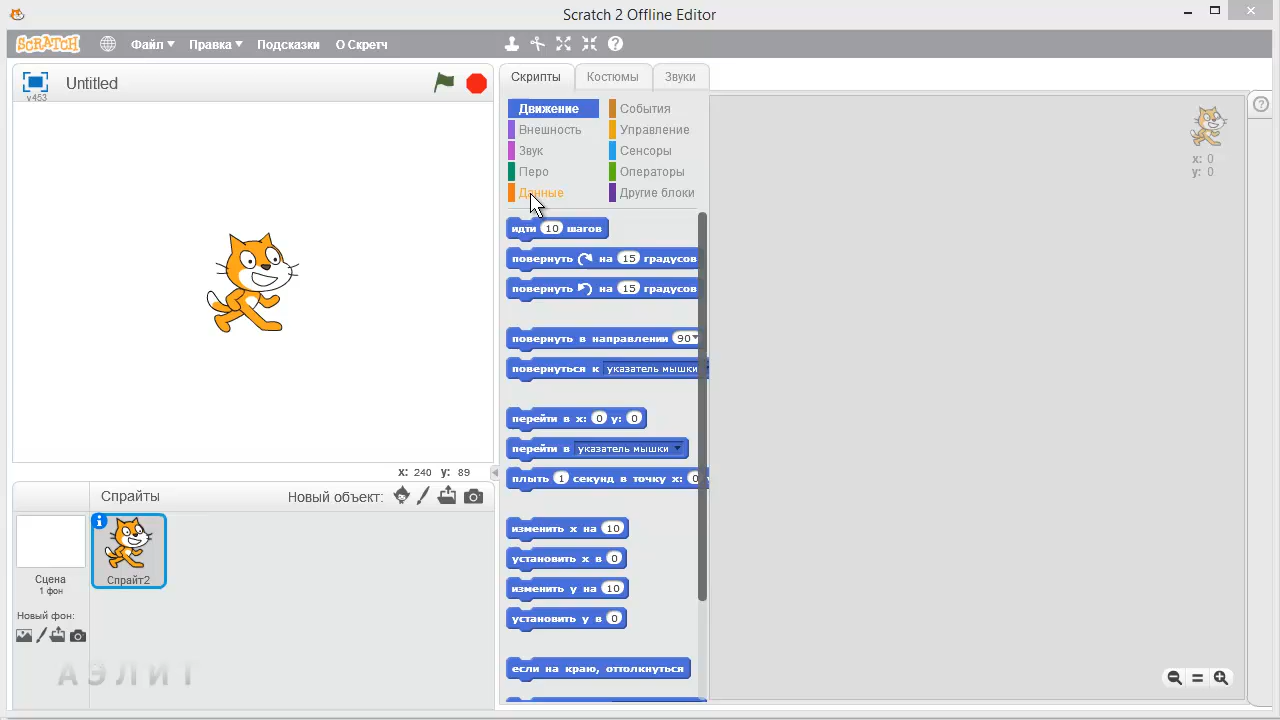 Scratch 2 Offline Editor
SCRATCH Файл Правка Подсказки О Скретч
v453 Untitled
Скрипты Костюмы Звуки
Движение События
Внешность Управление
Звук Сенсоры
Перо Операторы
Данные Другие блоки
x: 0
y: 0
идти 10 шагов
повернуть на 15 градусов
повернуть на 15 градусов
повернуть в направлении 90
повернуться к указатель мышки
перейти в x: 0 y: 0
перейти в указатель мышки
плыть 1 секунд в точку x: 0
изменить x на 10
установить x в 0
изменить y на 10
установить y в 0
если на краю, оттолкнуться
x: 240 y: 89
Спрайты Новый объект:
Спрайт2
Сцена
1 фон
Новый фон:
АЭЛИТ